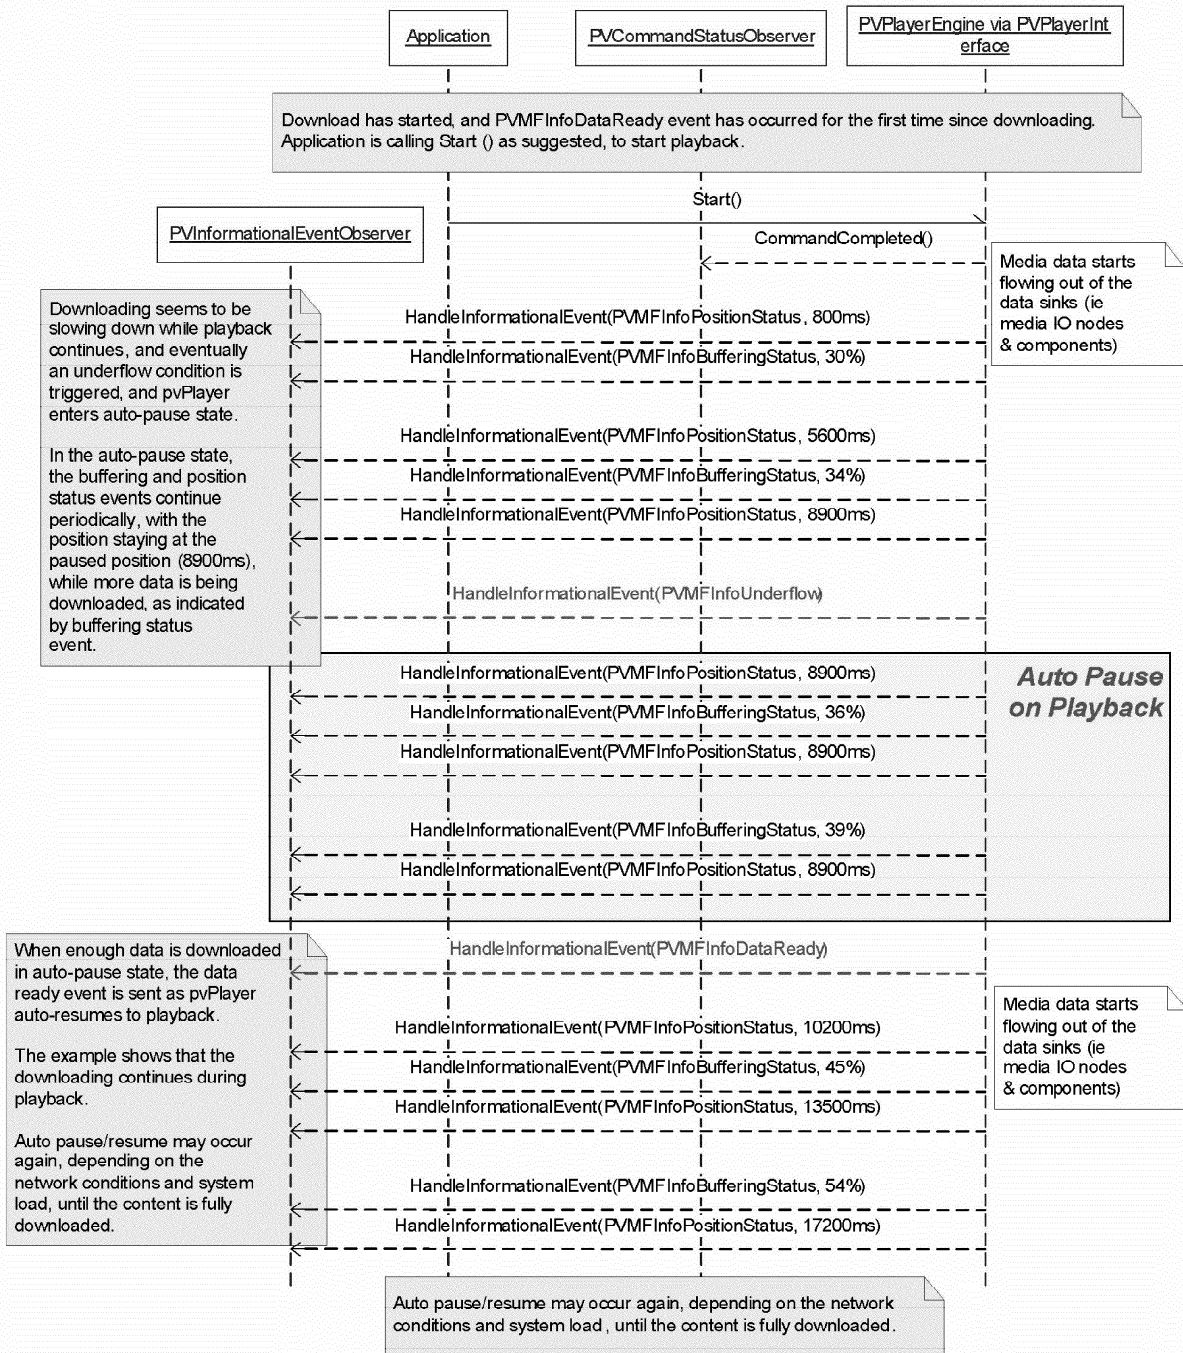 Application
PVCommandStatusObserver
PVPlayerEngine via PVPlayerInt
erface
Download has started, and PVMFInfoDataReady event has occurred for the first time since downloading.
Application is calling Start () as suggested, to start playback.
Start()
PVInformationalEventObserver
CommandCompleted()
Media data starts
flowing out of the
data sinks (ie
media IO nodes
& components)
Downloading seems to be
slowing down while playback
continues, and eventually
an underflow condition is
triggered, and pvPlayer
enters auto-pause state.
In the auto-pause state,
the buffering and position
status events continue
periodically, with the
position staying at the
paused position (8900ms),
while more data is being
downloaded, as indicated
by buffering status
event.
HandleInformationalEvent(PVMFInfoPositionStatus, 800ms)
HandleInformationalEvent(PVMFInfoBufferingStatus, 30%)
HandleInformationalEvent(PVMFInfoPositionStatus, 5600ms)
HandleInformationalEvent(PVMFInfoBufferingStatus, 34%)
HandleInformationalEvent(PVMFInfoPositionStatus, 8900ms)
HandleInformationalEvent(PVMFInfoUnderflow)
Auto Pause
on Playback
HandleInformationalEvent(PVMFInfoPositionStatus, 8900ms)
HandleInformationalEvent(PVMFInfoBufferingStatus, 36%)
HandleInformationalEvent(PVMFInfoPositionStatus, 8900ms)
HandleInformationalEvent(PVMFInfoBufferingStatus, 39%)
HandleInformationalEvent(PVMFInfoPositionStatus, 8900ms)
When enough data is downloaded
in auto-pause state, the data
ready event is sent as pvPlayer
auto-resumes to playback.
The example shows that the
downloading continues during
playback.
Auto pause/resume may occur
again, depending on the
network conditions and system
load, until the content is fully
downloaded.
HandleInformationalEvent(PVMFInfoDataReady)
Media data starts
flowing out of the
data sinks (ie
media IO nodes
& components)
HandleInformationalEvent(PVMFInfoPositionStatus, 10200ms)
HandleInformationalEvent(PVMFInfoBufferingStatus, 45%)
HandleInformationalEvent(PVMFInfoPositionStatus, 13500ms)
HandleInformationalEvent(PVMFInfoBufferingStatus, 54%)
HandleInformationalEvent(PVMFInfoPositionStatus, 17200ms)
Auto pause/resume may occur again, depending on the network
conditions and system load , until the content is fully downloaded.